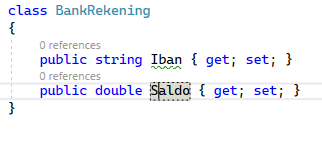 class BankRekening
{
0 references
public string Iban { get; set; }
0 references
public double Saldo { get; set; }
}